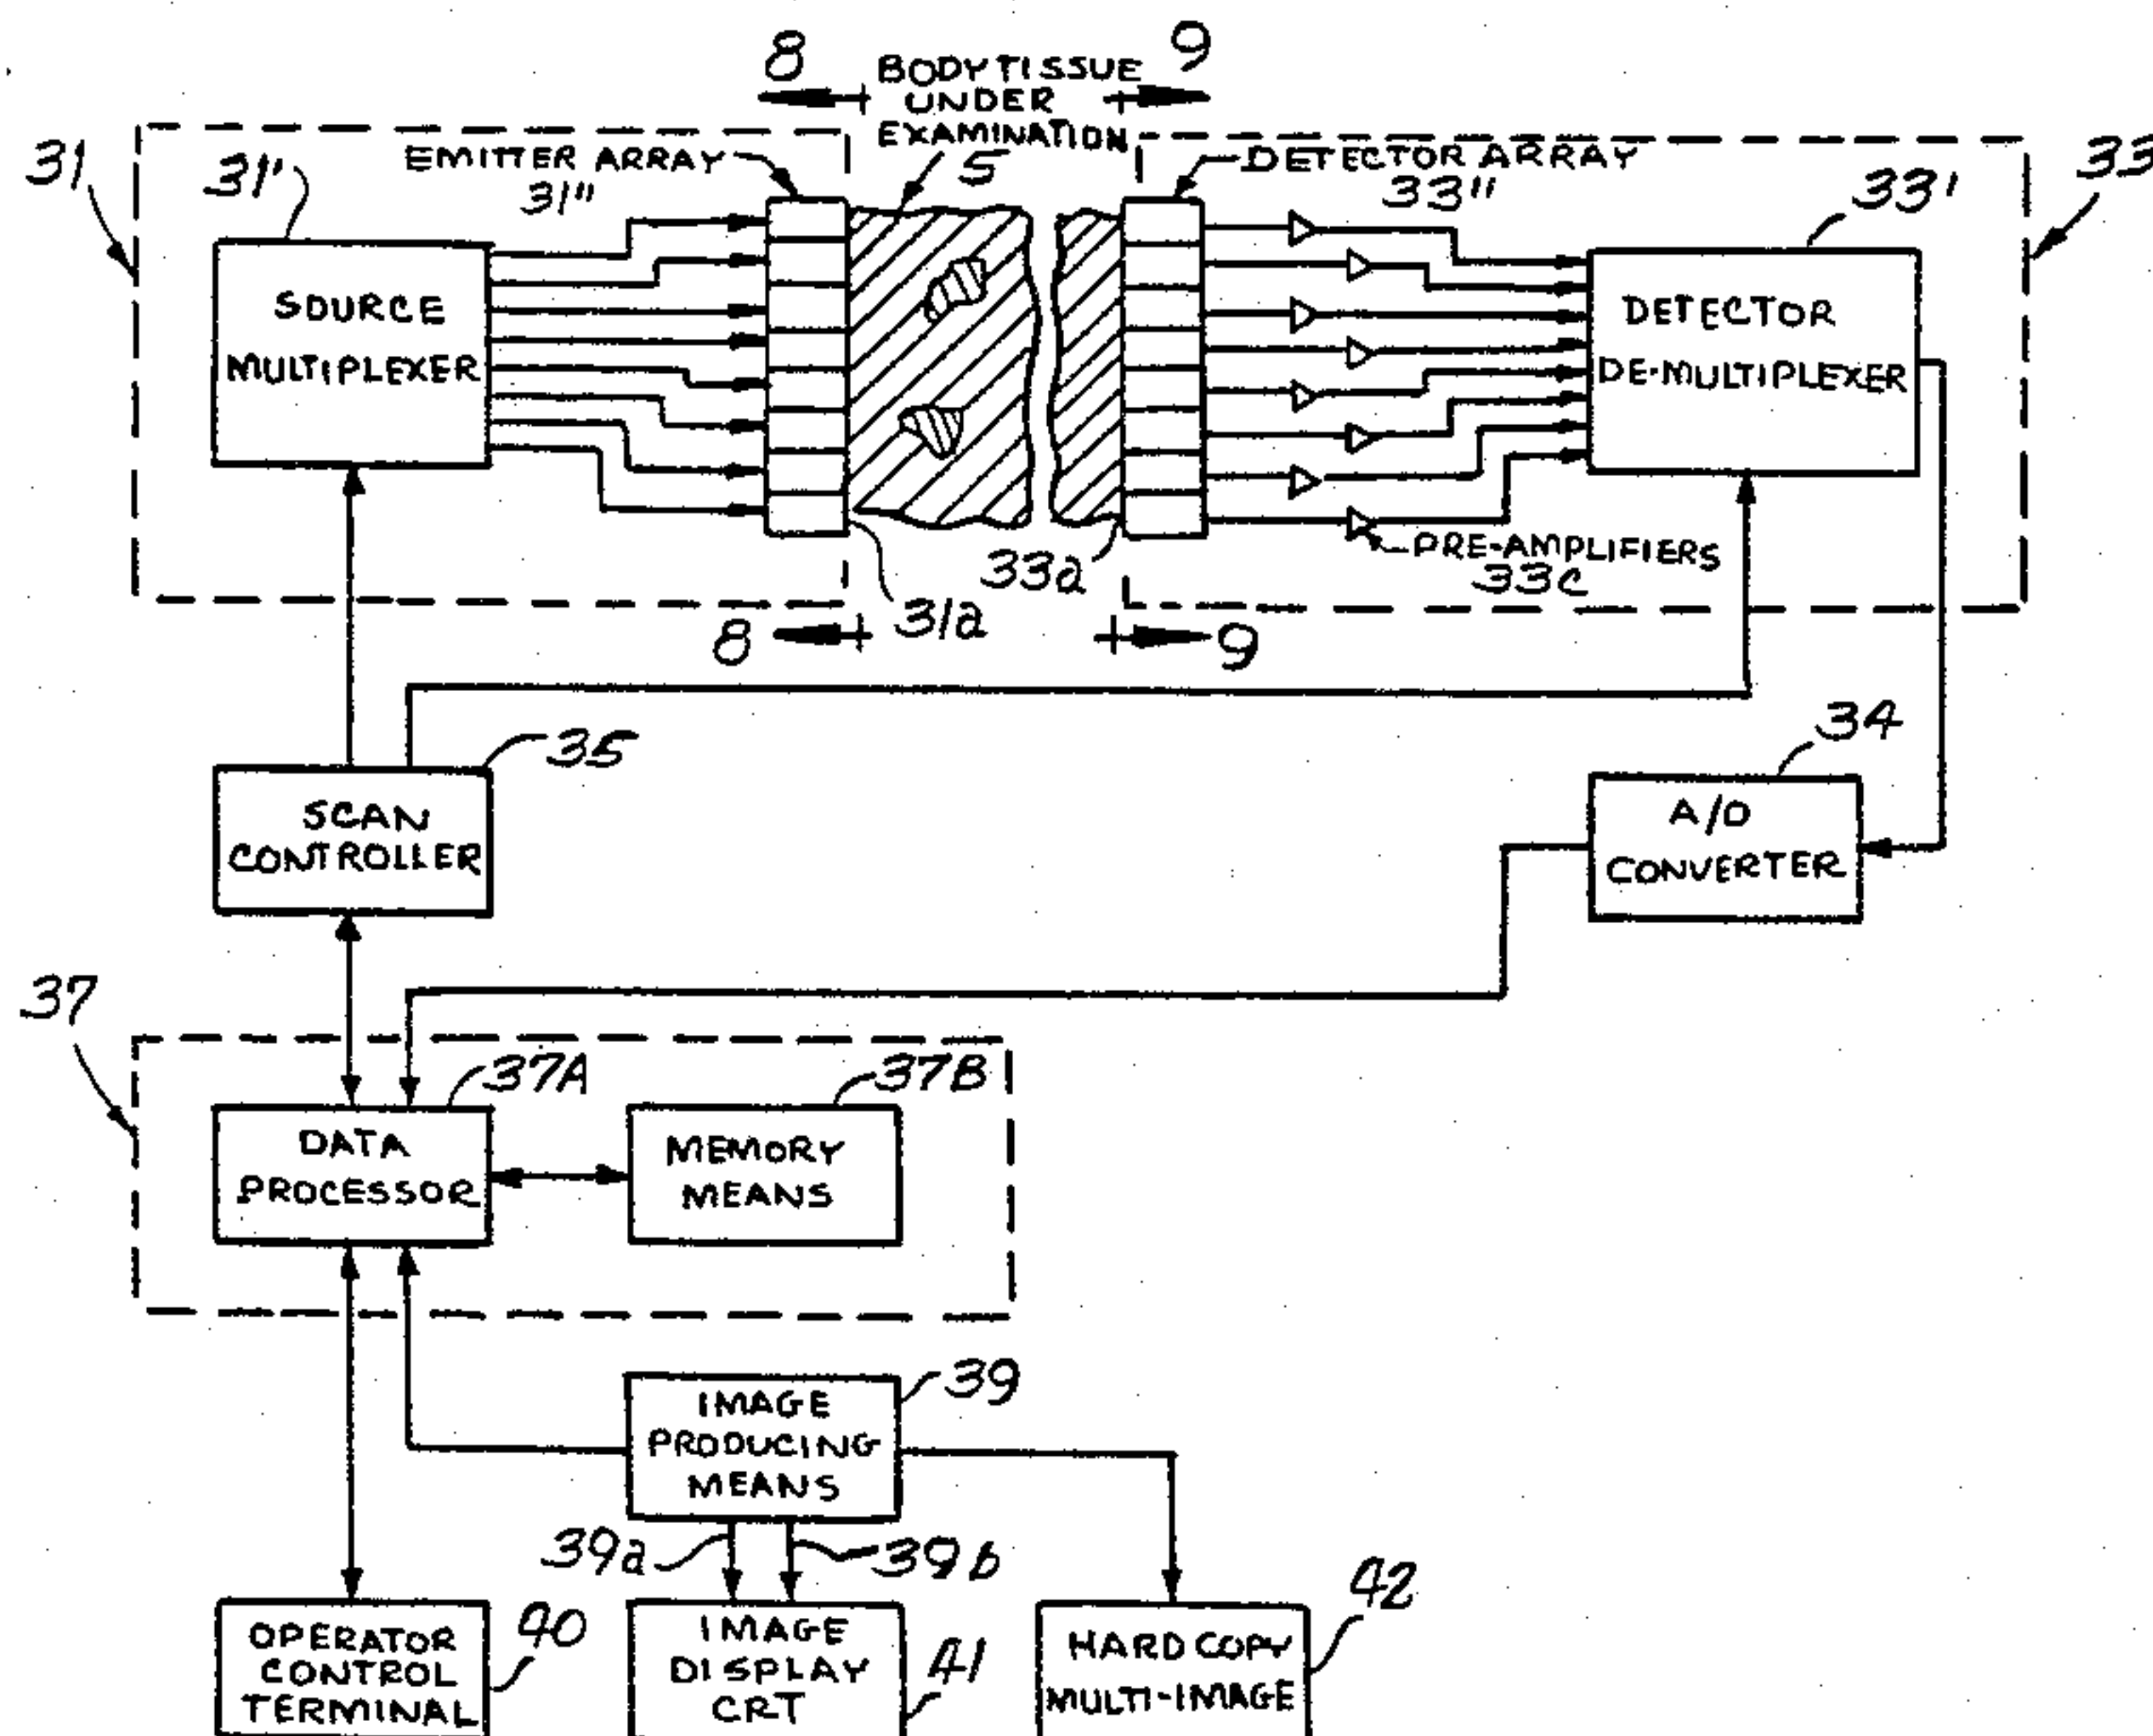 8
BODY TISSUE
UNDER
EXAMINATION
9
31
31'
EMITTER ARRAY
31"
5
DETECTOR ARRAY
33"
33'
33
SOURCE
MULTIPLEXER
DETECTOR
DE-MULTIPLEXER
33a
PRE-AMPLIFIERS
33c
31a
8
9
35
34
SCAN
CONTROLLER
A/D
CONVERTER
37
37A
37B
DATA
PROCESSOR
MEMORY
MEANS
39
IMAGE
PRODUCING
MEANS
39a
39b
42
40
OPERATOR
CONTROL
TERMINAL
IMAGE
DISPLAY
CRT
41
HARD COPY
MULTI-IMAGE